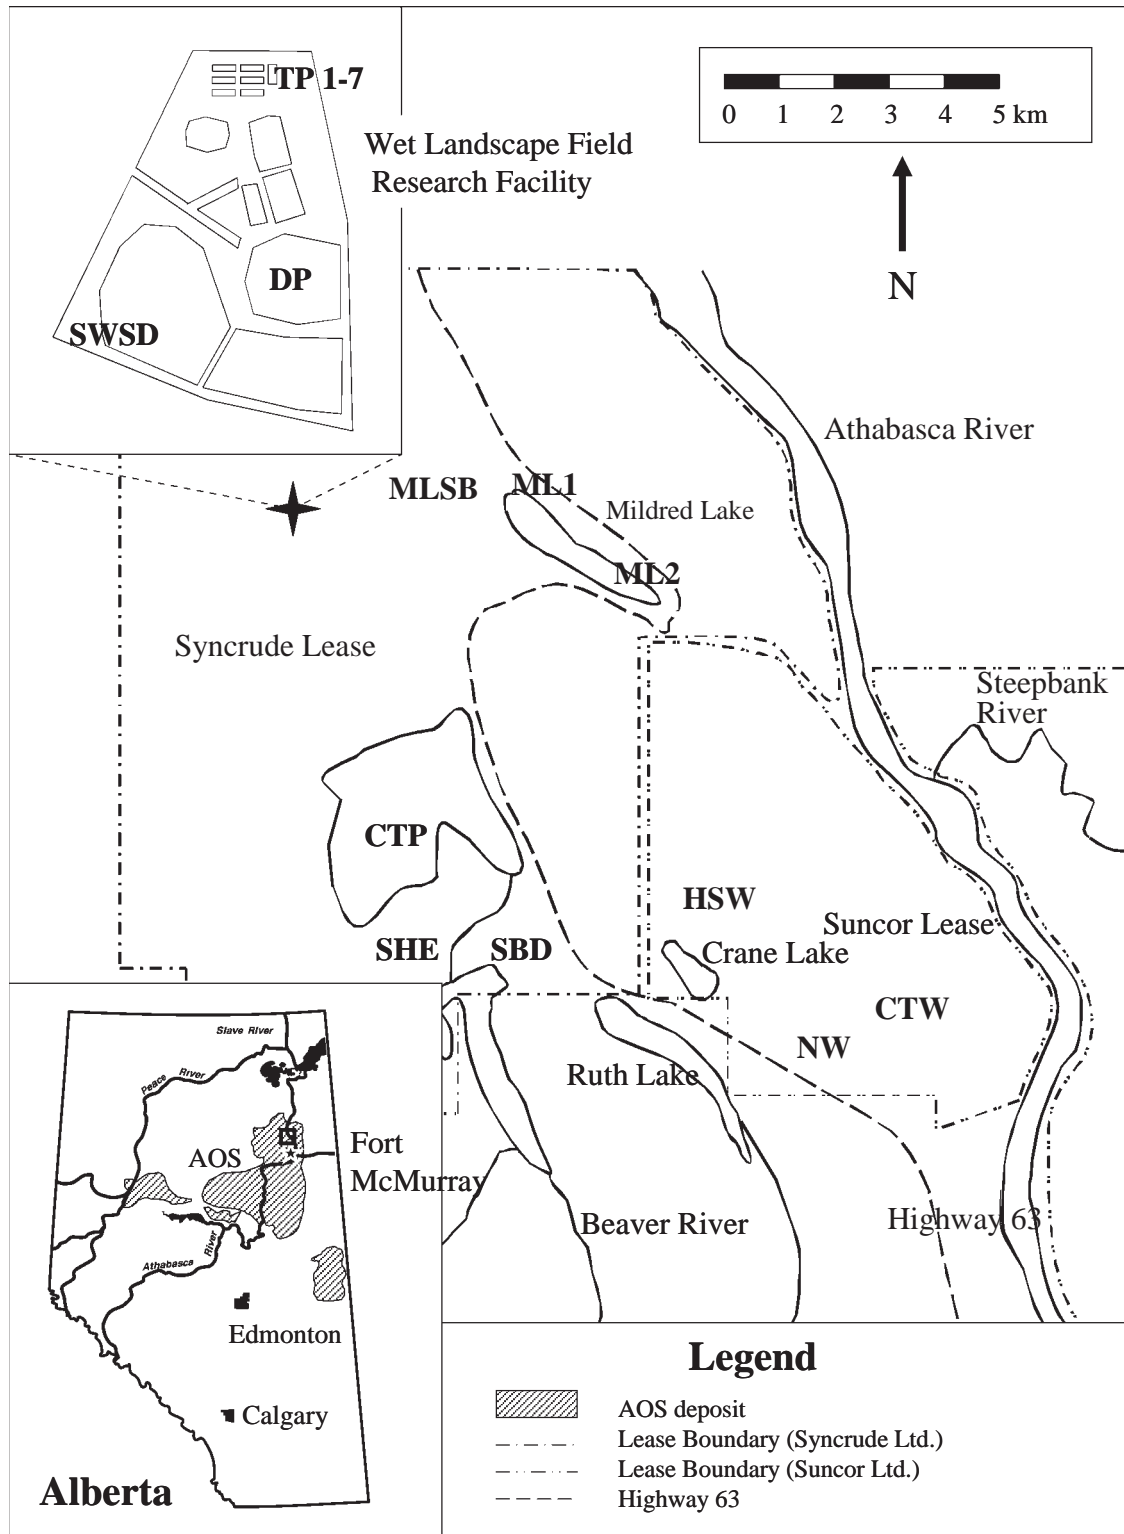 TP 1-7
Wet Landscape Field
Research Facility
DP
SWSD
0 1 2 3 4 5 km
N
Athabasca River
MLSB
ML1
Mildred Lake
ML2
Syncrude Lease
Steepbank
River
CTP
HSW
Suncor Lease
SHE
SBD
Crane Lake
CTW
NW
Ruth Lake
Beaver River
Highway 63
Slave River
Peace River
AOS
Fort
McMurray
Athabasca River
Edmonton
Calgary
Alberta
Legend
AOS deposit
Lease Boundary (Syncrude Ltd.)
Lease Boundary (Suncor Ltd.)
Highway 63